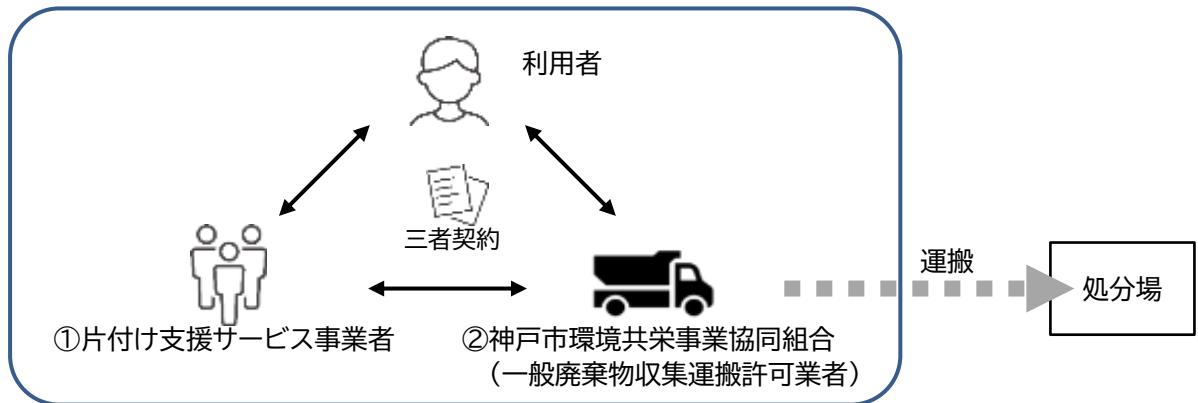 利用者
三者契約
運搬
処分場
①片付け支援サービス事業者
②神戸市環境共栄事業協同組合
（一般廃棄物収集運搬許可業者）